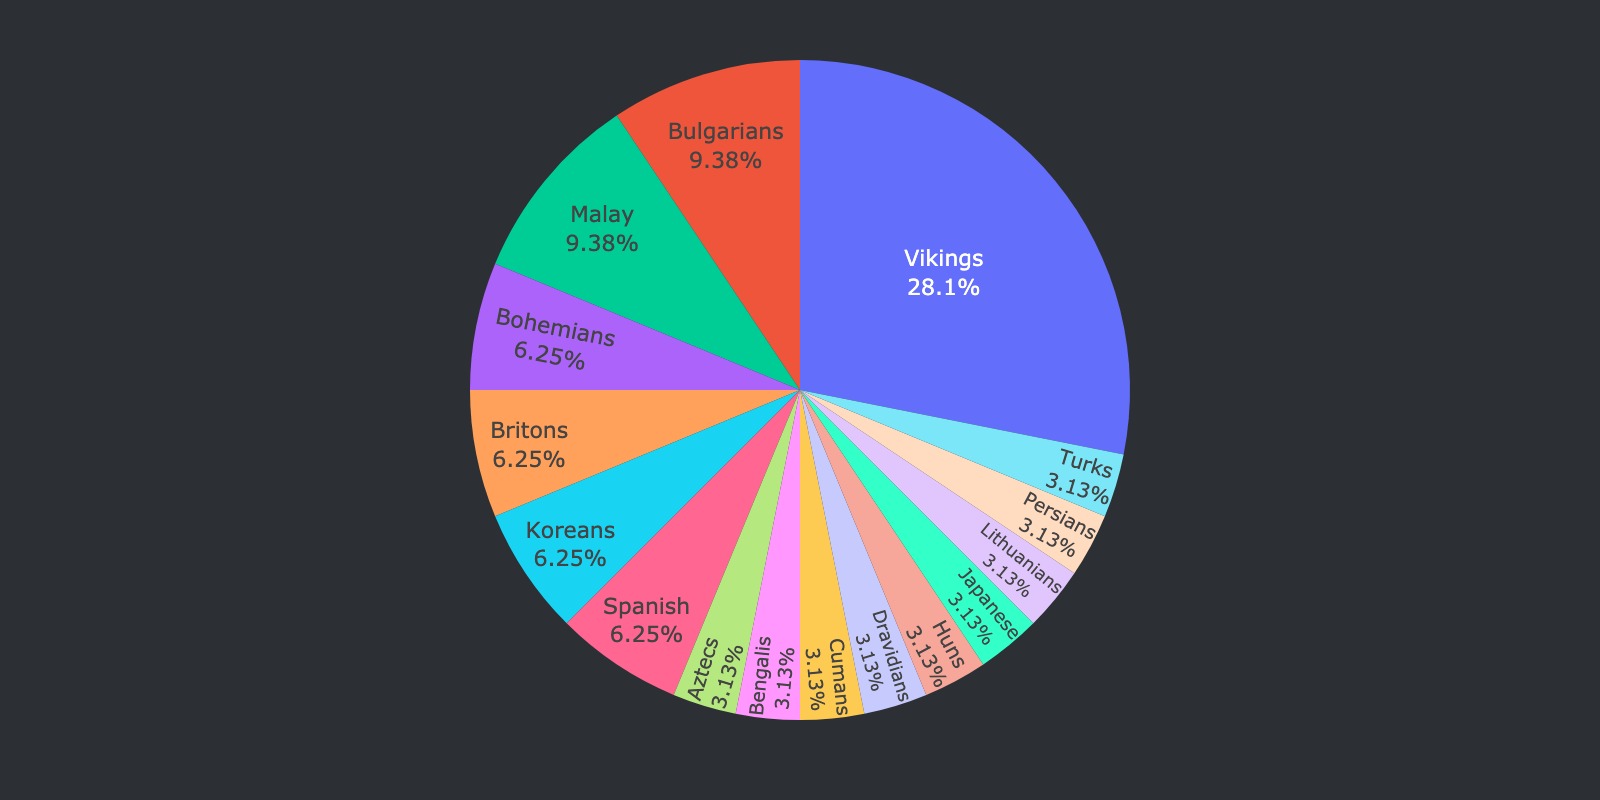 Bulgarians
9.38%
Vikings
28.1%
Malay
9.38%
Bohemians
6.25%
Britons
6.25%
Koreans
6.25%
Spanish
6.25%
Aztecs
3.13%
Bengalis
3.13%
Cumans
3.13%
Dravidians
3.13%
Huns
3.13%
Japanese
3.13%
Lithuanians
3.13%
Persians
3.13%
Turks
3.13%